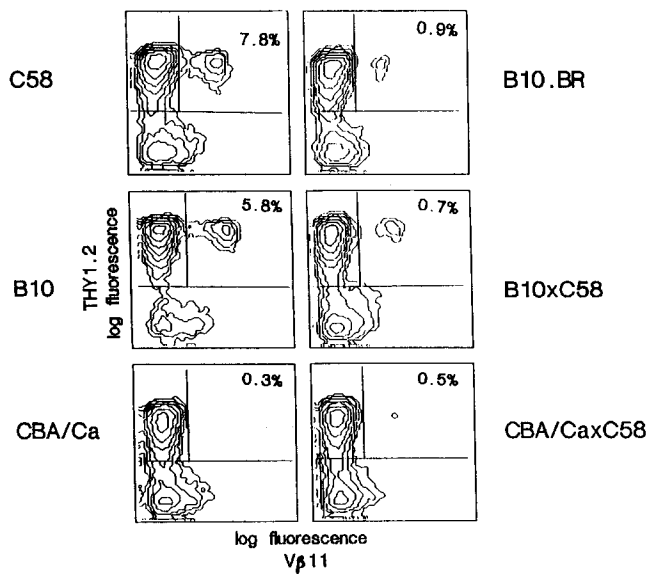 C58
7.8%
0.9%
B10.BR
B10
5.8%
0.7%
B10xC58
THY1.2
log fluorescence
CBA/Ca
0.3%
0.5%
CBA/CaxC58
log fluorescence
Vβ11